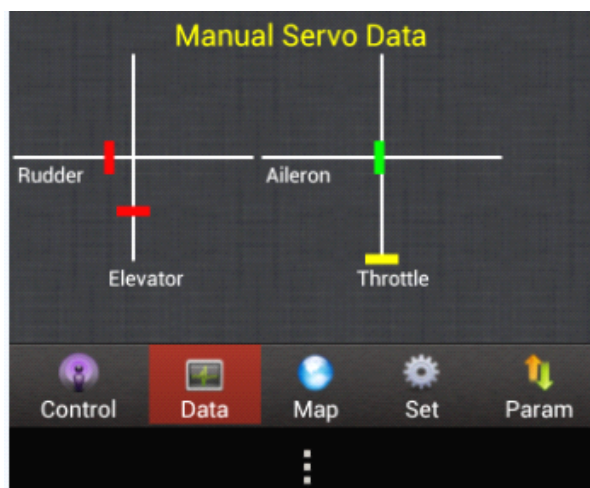 Manual Servo Data
Rudder
Aileron
Elevator
Throttle
Control
Data
Map
Set
Param